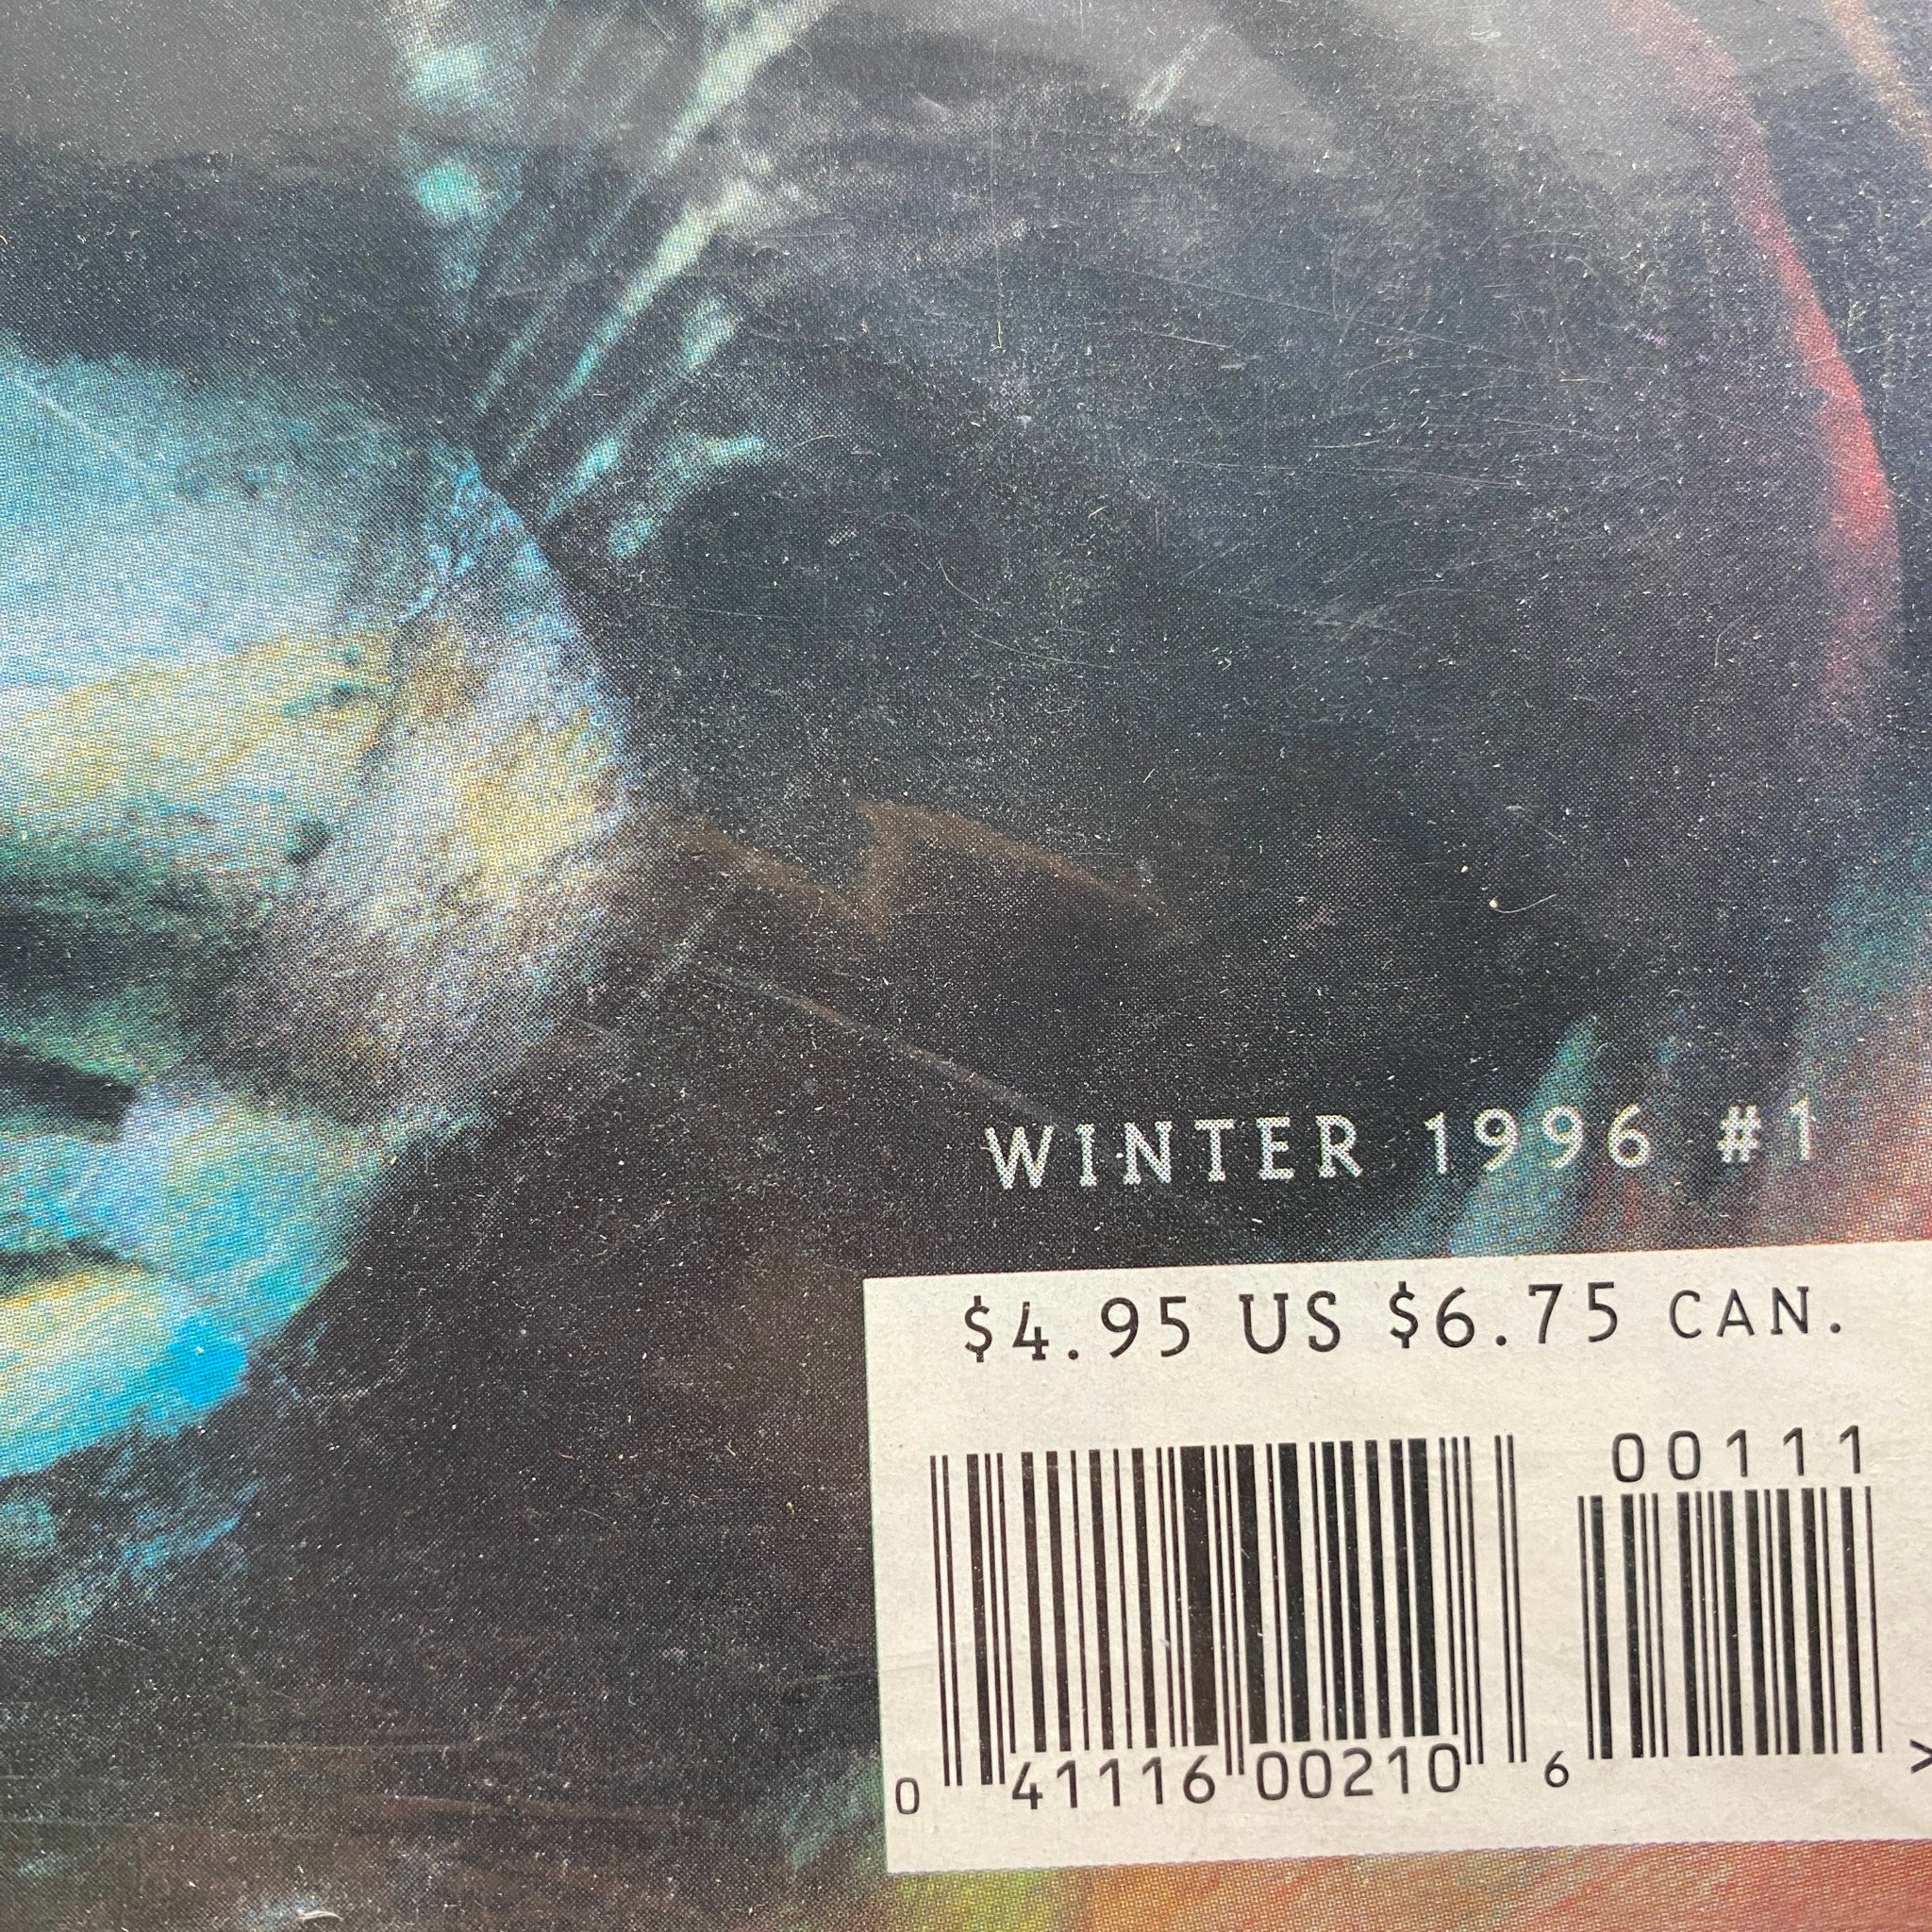 WINTER 1996 #1
$4.95 US $6.75 CAN.
00111
0 41116 00210 6 >